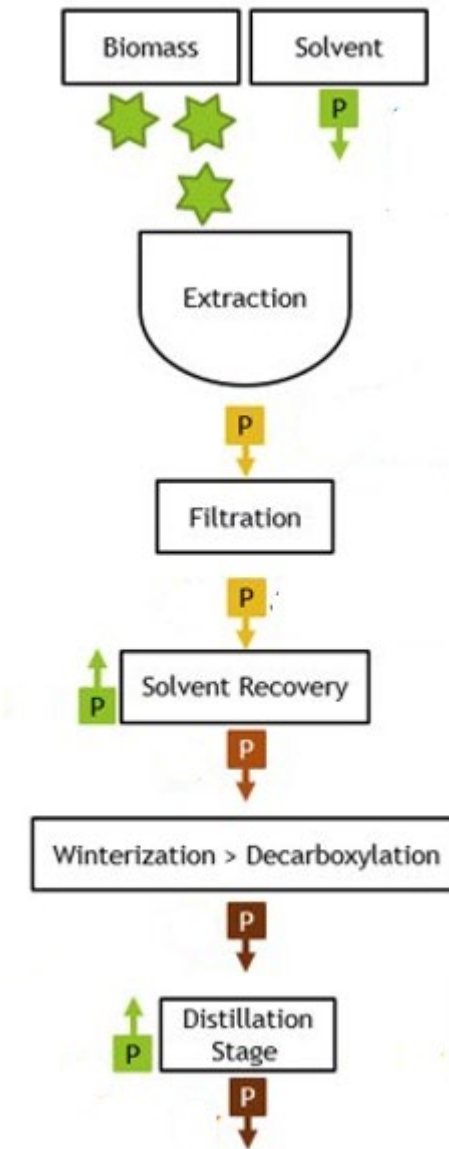 Biomass
Solvent
P
Extraction
P
Filtration
P
Solvent Recovery
P
P
Winterization > Decarboxylation
P
Distillation
Stage
P
P